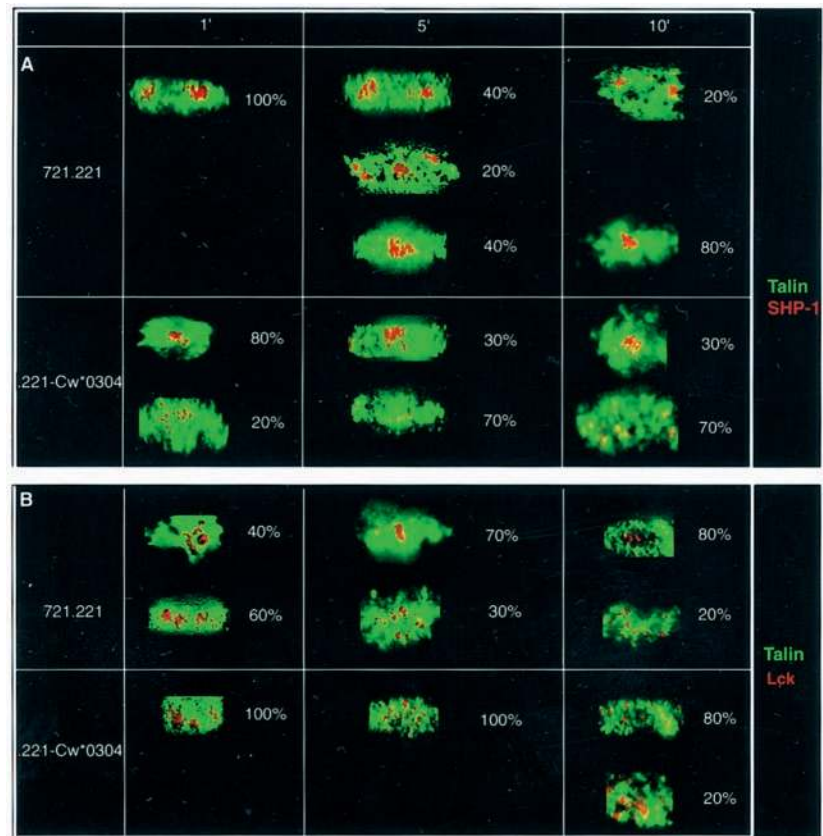 1' 5' 10'
A
100% 40% 20%
721.221
20%
40% 80%
Talin
SHP-1
80% 30% 30%
.221-Cw*0304
20% 70% 70%
B
40% 70% 80%
721.221
60% 30% 20%
Talin
Lck
100% 100% 80%
.221-Cw*0304
20%